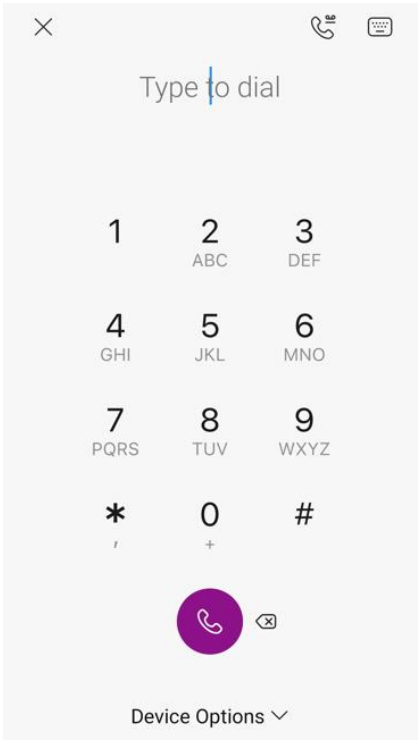 Type to dial
1 2 3
ABC DEF
4 5 6
GHI JKL MNO
7 8 9
PQRS TUV WXYZ
* 0 #
, +
Device Options